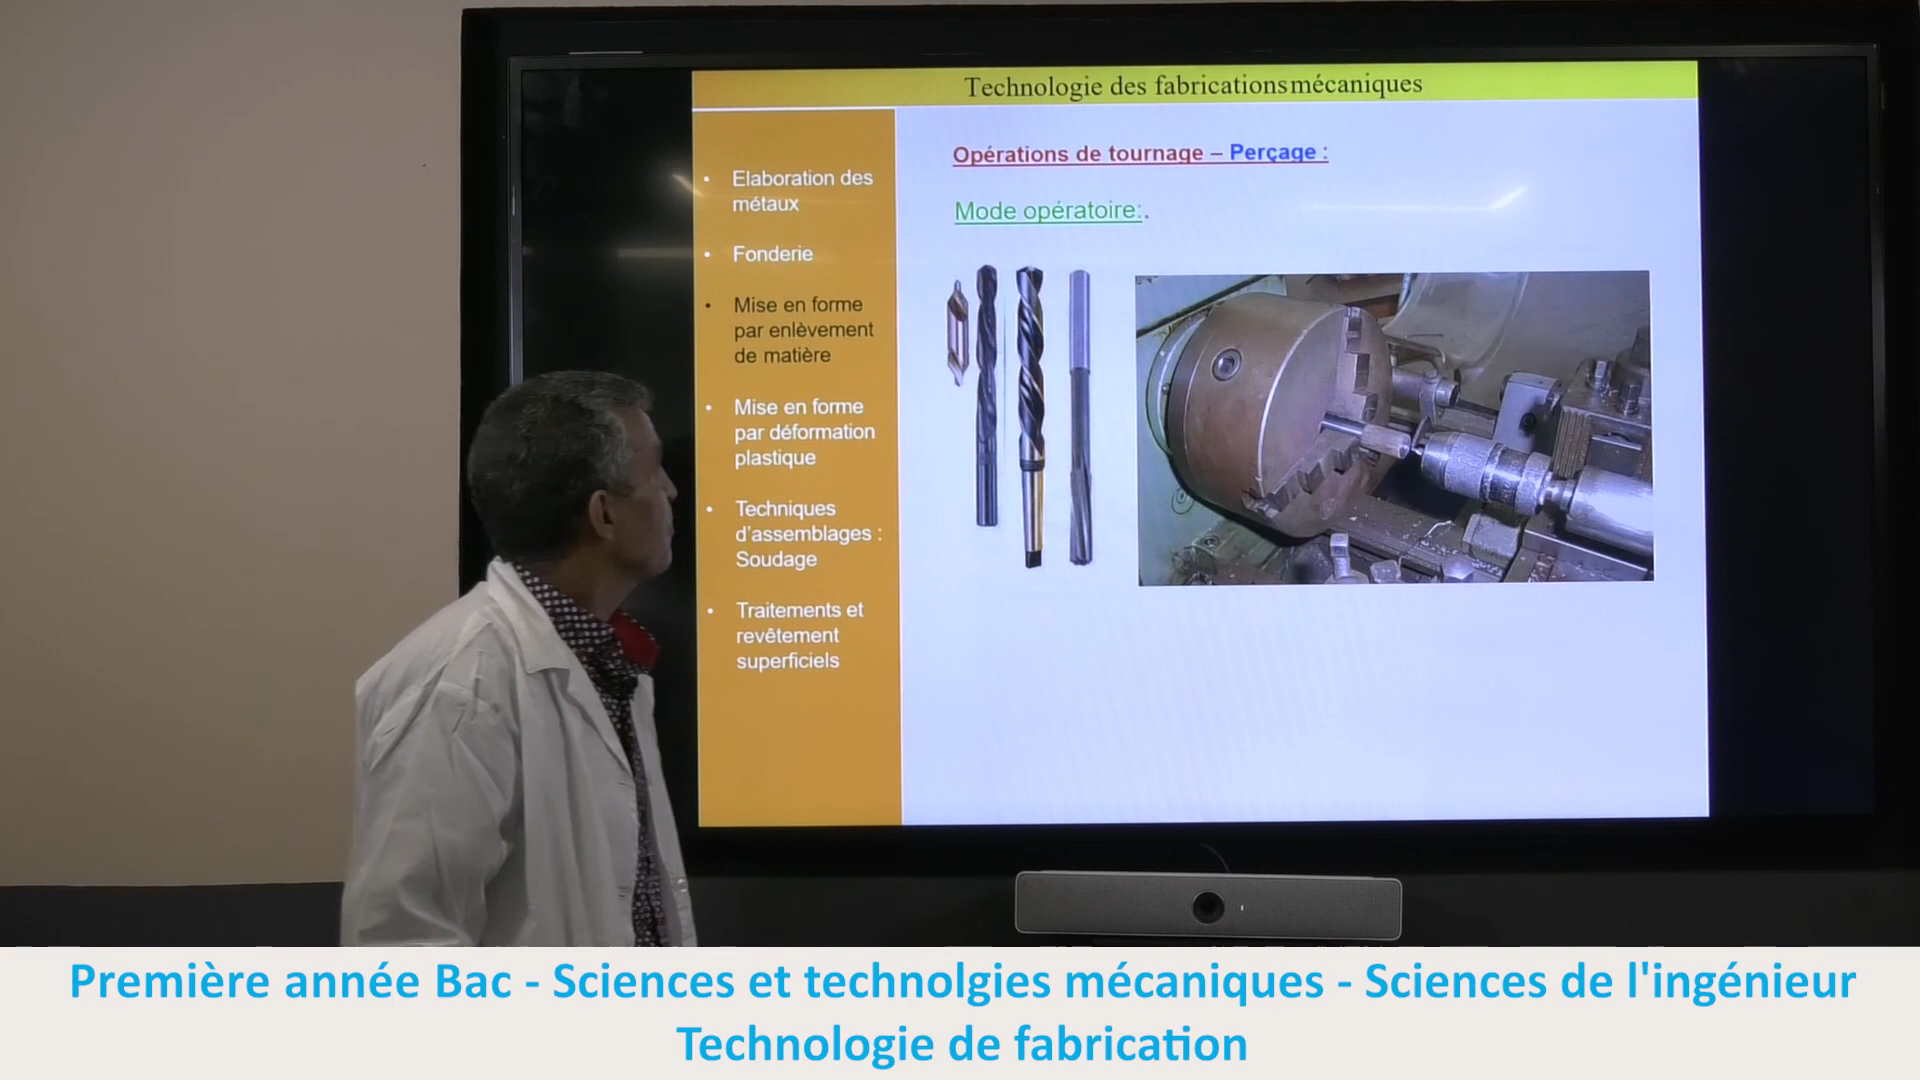 Technologie des fabrications mécaniques
• Elaboration des
métaux
• Fonderie
• Mise en forme
par enlèvement
de matière
• Mise en forme
par déformation
plastique
• Techniques
d'assemblages :
Soudage
• Traitements et
revêtement
superficiels
Opérations de tournage – Perçage :
Mode opératoire:.
Première année Bac - Sciences et technolgies mécaniques - Sciences de l'ingénieur
Technologie de fabrication